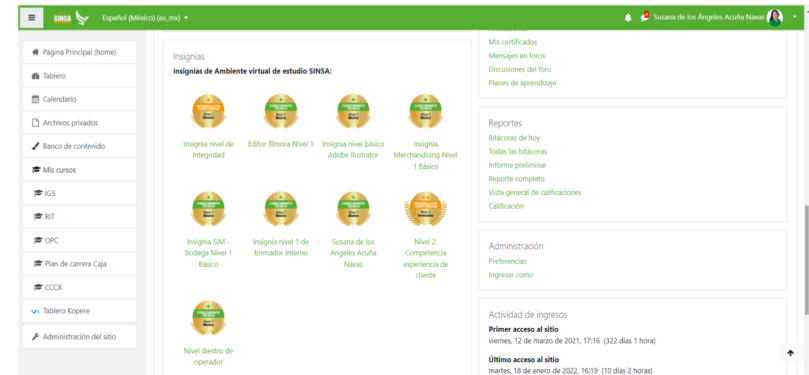 SINSA
Español (México) (es_mx)
Susana de los Ángeles Acuña Navas
Página Principal (home)
Tablero
Calendario
Archivos privados
Banco de contenido
Mis cursos
IGS
RIT
OPC
Plan de carrera Caja
CCCX
Tablero Kopere
Administración del sitio
Insignias
Insignias de Ambiente virtual de estudio SINSA:
Insignia nivel de
Integridad
Editor filmora Nivel 1
Insignia nivel básico
Adobe ilustrator
Insignia
Merchandising Nivel
1 Básico
Insignia SIM -
Bodega Nivel 1
Básico
Insignia nivel 1 de
formador interno
Susana de los
Angeles Acuña
Navas
Nivel 2.
Competencia
experiencia de
cliente
Nivel diestro de
operador
Mis certificados
Mensajes en foros
Discusiones del foro
Planes de aprendizaje
Reportes
Bitácoras de hoy
Todas las bitácoras
Informe preliminar
Reporte completo
Vista general de calificaciones
Calificación
Administración
Preferencias
Ingresar como
Actividad de ingresos
Primer acceso al sitio
viernes, 12 de marzo de 2021, 17:16 (322 días 1 hora)
Último acceso al sitio
martes, 18 de enero de 2022, 16:19 (10 días 2 horas)